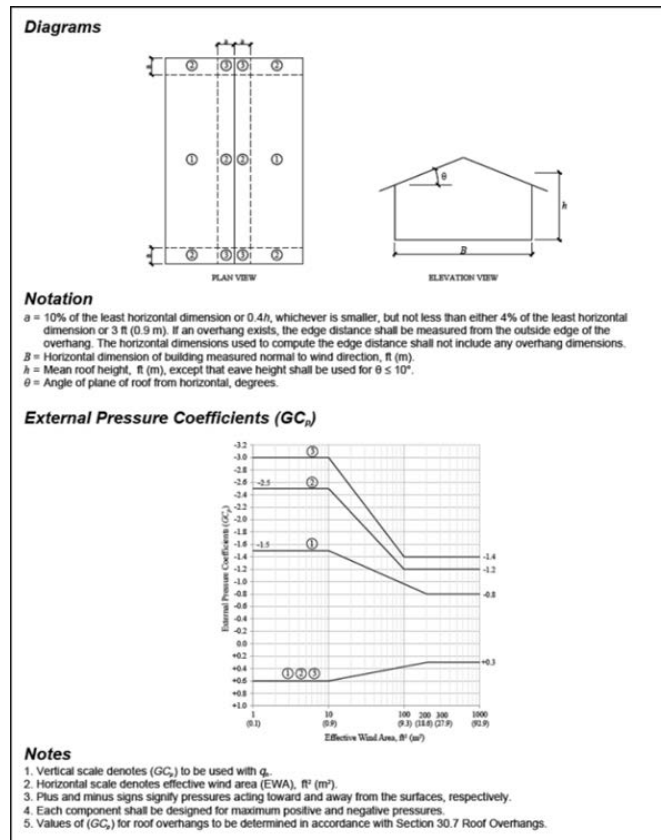 Diagrams
a a
a
② ③ ③ ②
① ② ② ①
a
② ③ ③ ②
PLAN VIEW
θ
h
B
ELEVATION VIEW
Notation
a = 10% of the least horizontal dimension or 0.4h, whichever is smaller, but not less than either 4% of the least horizontal
dimension or 3 ft (0.9 m). If an overhang exists, the edge distance shall be measured from the outside edge of the
overhang. The horizontal dimensions used to compute the edge distance shall not include any overhang dimensions.
B = Horizontal dimension of building measured normal to wind direction, ft (m).
h = Mean roof height, ft (m), except that eave height shall be used for θ ≤ 10°.
θ = Angle of plane of roof from horizontal, degrees.
External Pressure Coefficients (GCp)
External Pressure Coefficients (GCp)
-3.2
-3.0
-2.8
-2.6
-2.4
-2.2
-2.0
-1.8
-1.6
-1.4
-1.2
-1.0
-0.8
-0.6
-0.4
-0.2
0.0
+0.2
+0.4
+0.6
+0.8
+1.0
③
-2.5 ②
-1.5 ①
①②③
-1.4
-1.2
-0.8
+0.3
1 10 100 200 300 1000
(0.1) (0.9) (9.3) (18.6) (27.9) (92.9)
Effective Wind Area, ft² (m²)
Notes
1. Vertical scale denotes (GCp) to be used with qh.
2. Horizontal scale denotes effective wind area (EWA), ft² (m²).
3. Plus and minus signs signify pressures acting toward and away from the surfaces, respectively.
4. Each component shall be designed for maximum positive and negative pressures.
5. Values of (GCp) for roof overhangs to be determined in accordance with Section 30.7 Roof Overhangs.